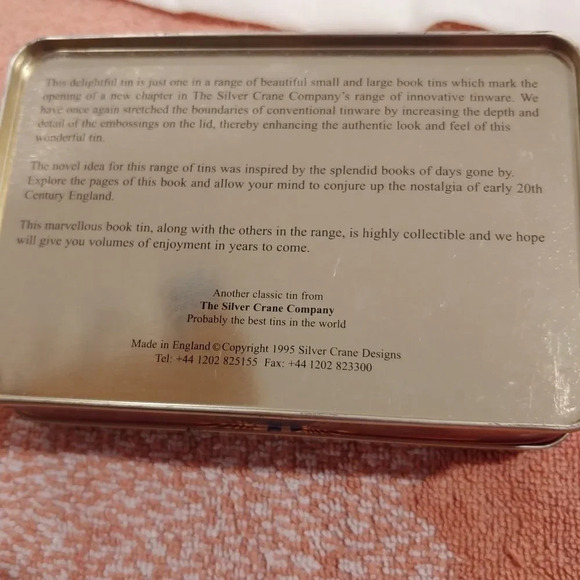 This delightful tin is just one in a range of beautiful small and large book tins which mark the
opening of a new chapter in The Silver Crane Company's range of innovative tinware. We
have once again stretched the boundaries of conventional tinware by increasing the depth and
detail of the embossings on the lid, thereby enhancing the authentic look and feel of this
wonderful tin.
The novel idea for this range of tins was inspired by the splendid books of days gone by.
Explore the pages of this book and allow your mind to conjure up the nostalgia of early 20th
Century England.
This marvellous book tin, along with the others in the range, is highly collectible and we hope
will give you volumes of enjoyment in years to come.
Another classic tin from
The Silver Crane Company
Probably the best tins in the world
Made in England ©Copyright 1995 Silver Crane Designs
Tel: +44 1202 825155 Fax: +44 1202 823300